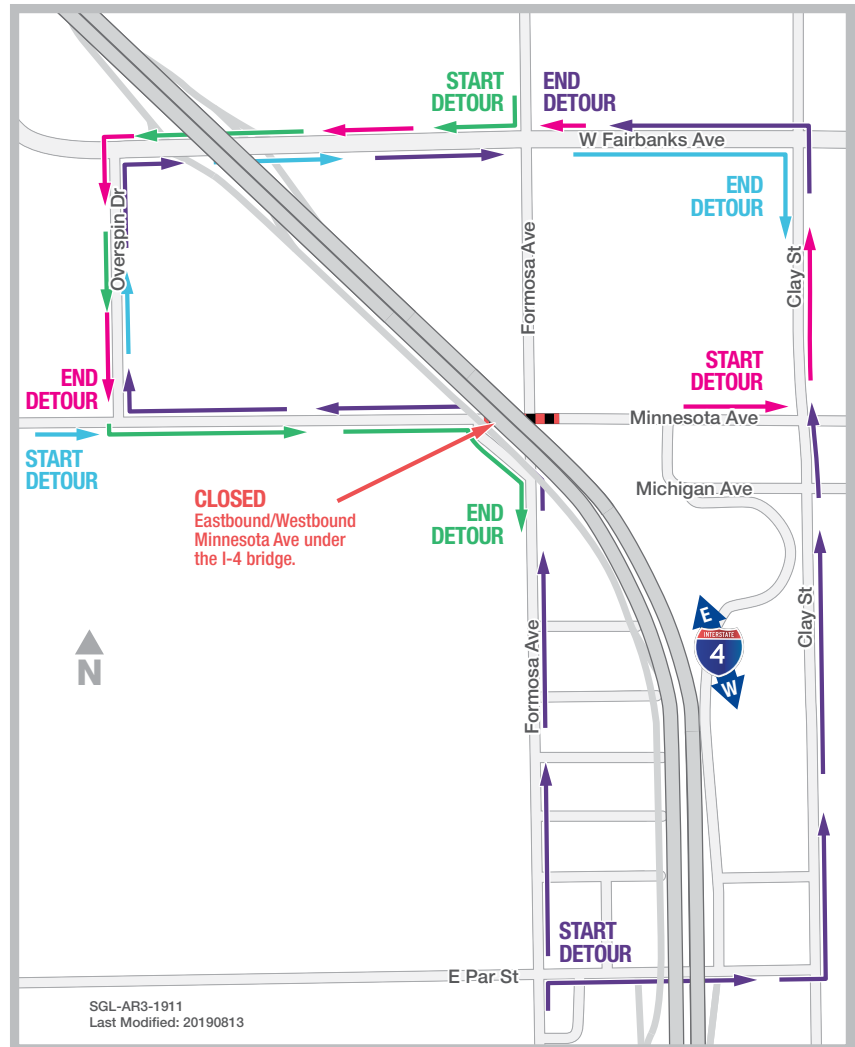 START
DETOUR
END
DETOUR
W Fairbanks Ave
END
DETOUR
Overspin Dr
Formosa Ave
Clay St
END
DETOUR
START
DETOUR
Minnesota Ave
START
DETOUR
CLOSED
Eastbound/Westbound
Minnesota Ave under
the I-4 bridge.
END
DETOUR
Michigan Ave
E
INTERSTATE
4
W
N
Formosa Ave
Clay St
START
DETOUR
E Par St
SGL-AR3-1911
Last Modified: 20190813